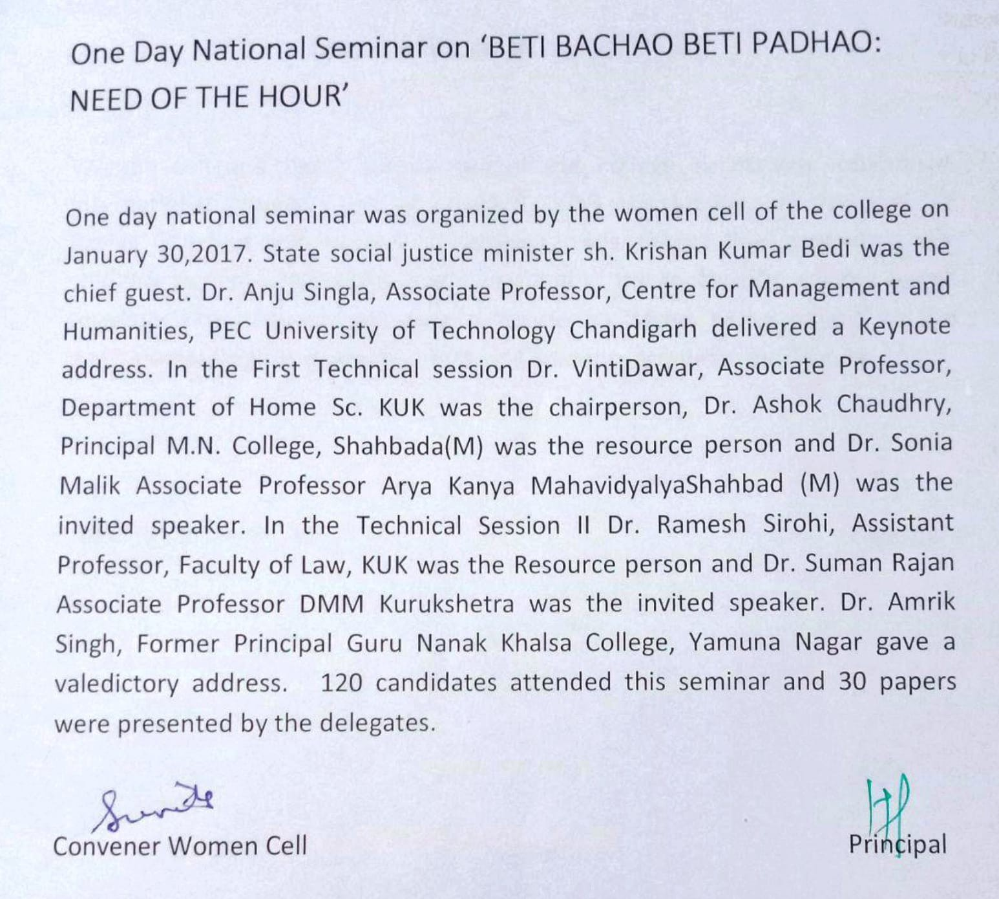 One Day National Seminar on ‘BETI BACHAO BETI PADHAO:
NEED OF THE HOUR’
One day national seminar was organized by the women cell of the college on
January 30,2017. State social justice minister sh. Krishan Kumar Bedi was the
chief guest. Dr. Anju Singla, Associate Professor, Centre for Management and
Humanities, PEC University of Technology Chandigarh delivered a Keynote
address. In the First Technical session Dr. VintiDawar, Associate Professor,
Department of Home Sc. KUK was the chairperson, Dr. Ashok Chaudhry,
Principal M.N. College, Shahbada(M) was the resource person and Dr. Sonia
Malik Associate Professor Arya Kanya MahavidyalyaShahbad (M) was the
invited speaker. In the Technical Session II Dr. Ramesh Sirohi, Assistant
Professor, Faculty of Law, KUK was the Resource person and Dr. Suman Rajan
Associate Professor DMM Kurukshetra was the invited speaker. Dr. Amrik
Singh, Former Principal Guru Nanak Khalsa College, Yamuna Nagar gave a
valedictory address. 120 candidates attended this seminar and 30 papers
were presented by the delegates.
Convener Women Cell
Principal